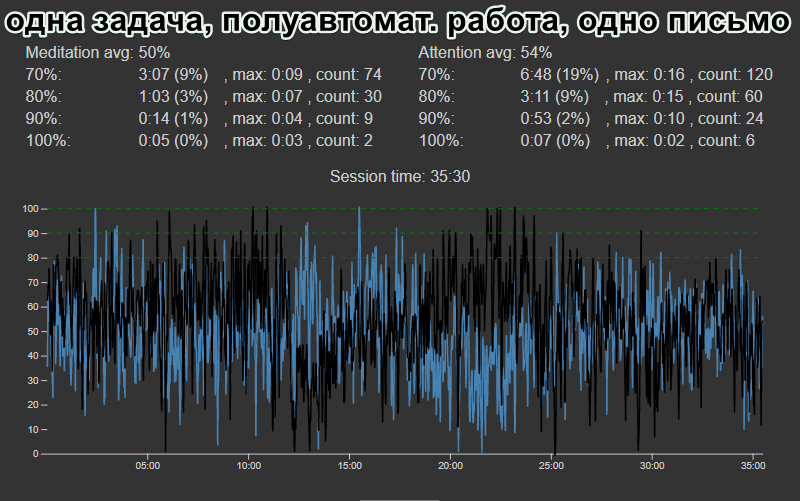 одна задача, полуавтомат. работа, одно письмо
Meditation avg: 50%
70%: 3:07 (9%) , max: 0:09 , count: 74
80%: 1:03 (3%) , max: 0:07 , count: 30
90%: 0:14 (1%) , max: 0:04 , count: 9
100%: 0:05 (0%) , max: 0:03 , count: 2
Attention avg: 54%
70%: 6:48 (19%) , max: 0:16 , count: 120
80%: 3:11 (9%) , max: 0:15 , count: 60
90%: 0:53 (2%) , max: 0:10 , count: 24
100%: 0:07 (0%) , max: 0:02 , count: 6
Session time: 35:30
100
90
80
70
60
50
40
30
20
10
0
05:00 10:00 15:00 20:00 25:00 30:00 35:00